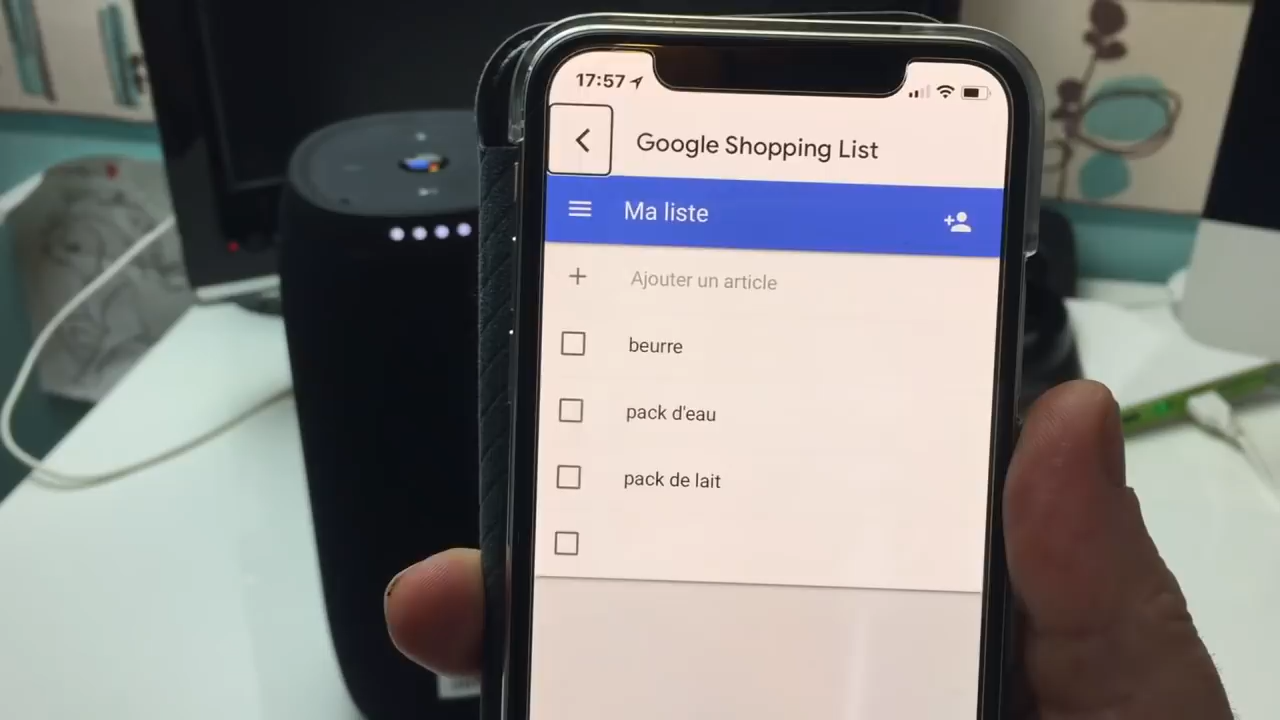 17:57
Google Shopping List
Ma liste
Ajouter un article
beurre
pack d'eau
pack de lait